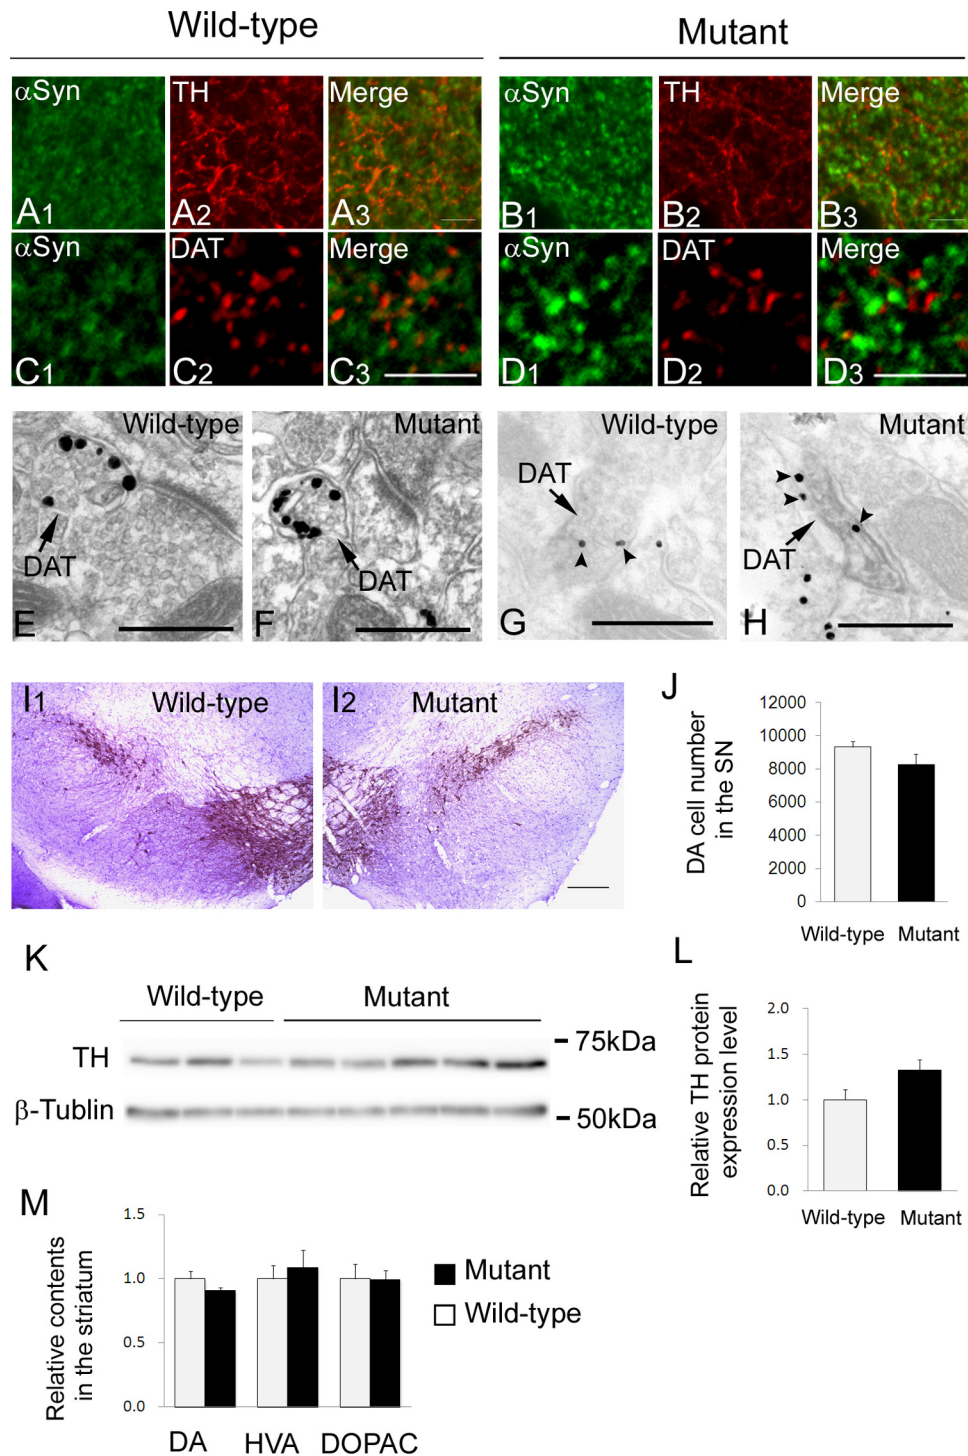 Wild-type
Mutant
αSyn TH Merge αSyn TH Merge
A1 A2 A3 B1 B2 B3
αSyn DAT Merge αSyn DAT Merge
C1 C2 C3 D1 D2 D3
Wild-type Mutant Wild-type Mutant
DAT DAT DAT DAT
E F G H
I1 Wild-type I2 Mutant
J
DA cell number
in the SN
12000
10000
8000
6000
4000
2000
0
Wild-type Mutant
K
Wild-type Mutant
TH
75kDa
β-Tublin
50kDa
L
Relative TH protein
expression level
2.0
1.5
1.0
0.5
0.0
Wild-type Mutant
M
Relative contents
in the striatum
1.5
1.0
0.5
0.0
DA HVA DOPAC
Mutant
Wild-type